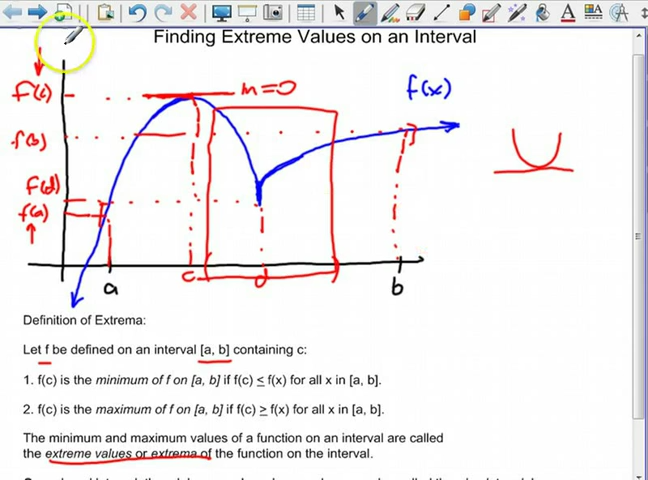 Finding Extreme Values on an Interval
f(c)
m=0
f(x)
f(b)
f(d)
f(a)
a
c
d
b
Definition of Extrema:
Let f be defined on an interval [a, b] containing c:
1. f(c) is the minimum of f on [a, b] if f(c) ≤ f(x) for all x in [a, b].
2. f(c) is the maximum of f on [a, b] if f(c) ≥ f(x) for all x in [a, b].
The minimum and maximum values of a function on an interval are called
the extreme values or extrema of the function on the interval.